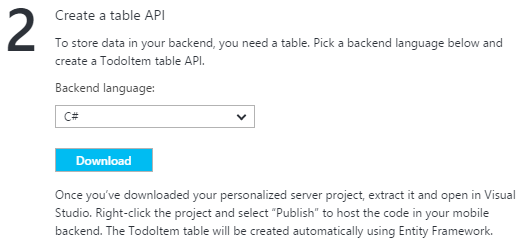 2
Create a table API
To store data in your backend, you need a table. Pick a backend language below and
create a TodoItem table API.
Backend language:
C#
Download
Once you've downloaded your personalized server project, extract it and open in Visual
Studio. Right-click the project and select “Publish” to host the code in your mobile
backend. The TodoItem table will be created automatically using Entity Framework.